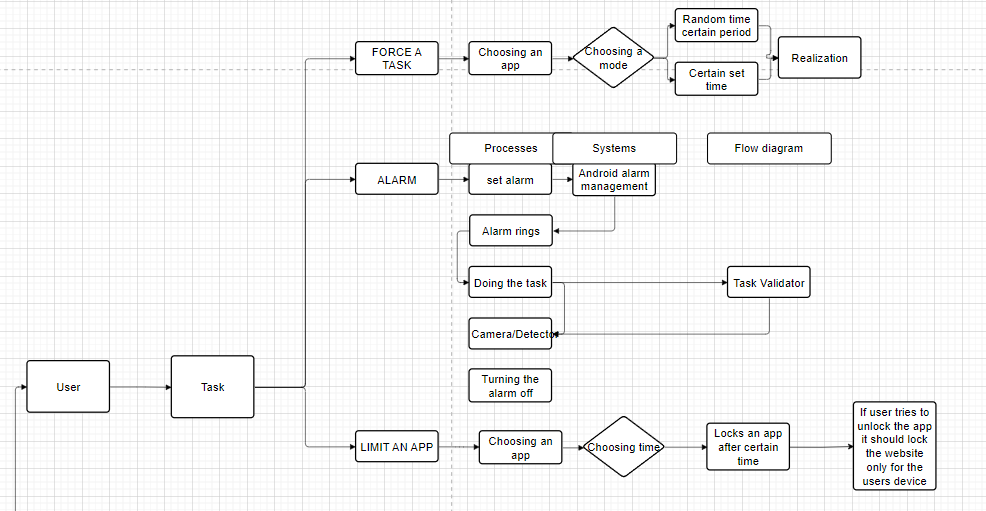 FORCE A
TASK
Choosing an
app
Choosing a
mode
Random time
certain period
Certain set
time
Realization
Processes
Systems
Flow diagram
ALARM
set alarm
Android alarm
management
Alarm rings
Doing the task
Task Validator
Camera/Detector
Turning the
alarm off
User
Task
LIMIT AN APP
Choosing an
app
Choosing time
Locks an app
after certain
time
If user tries to
unlock the app
it should lock
the website
only for the
users device